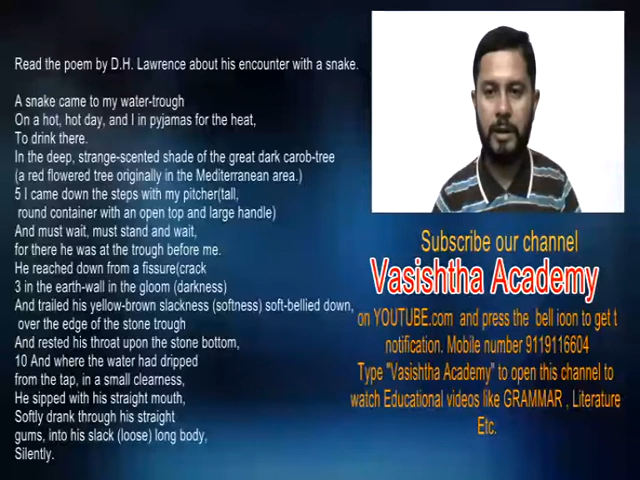 Read the poem by D.H. Lawrence about his encounter with a snake.
A snake came to my water-trough
On a hot, hot day, and I in pyjamas for the heat,
To drink there.
In the deep, strange-scented shade of the great dark carob-tree
(a red flowered tree originally in the Mediterranean area.)
5 I came down the steps with my pitcher(tall,
round container with an open top and large handle)
And must wait, must stand and wait,
for there he was at the trough before me.
He reached down from a fissure(crack
3 in the earth-wall in the gloom (darkness)
And trailed his yellow-brown slackness (softness) soft-bellied down,
over the edge of the stone trough
And rested his throat upon the stone bottom,
10 And where the water had dripped
from the tap, in a small clearness,
He sipped with his straight mouth,
Softly drank through his straight
gums, into his slack (loose) long body,
Silently.
Subscribe our channel
Vasishtha Academy
on YOUTUBE.com and press the bell ioon to get t
notification. Mobile number 9119116604
Type "Vasishtha Academy" to open this channel to
watch Educational videos like GRAMMAR , Literature
Etc.